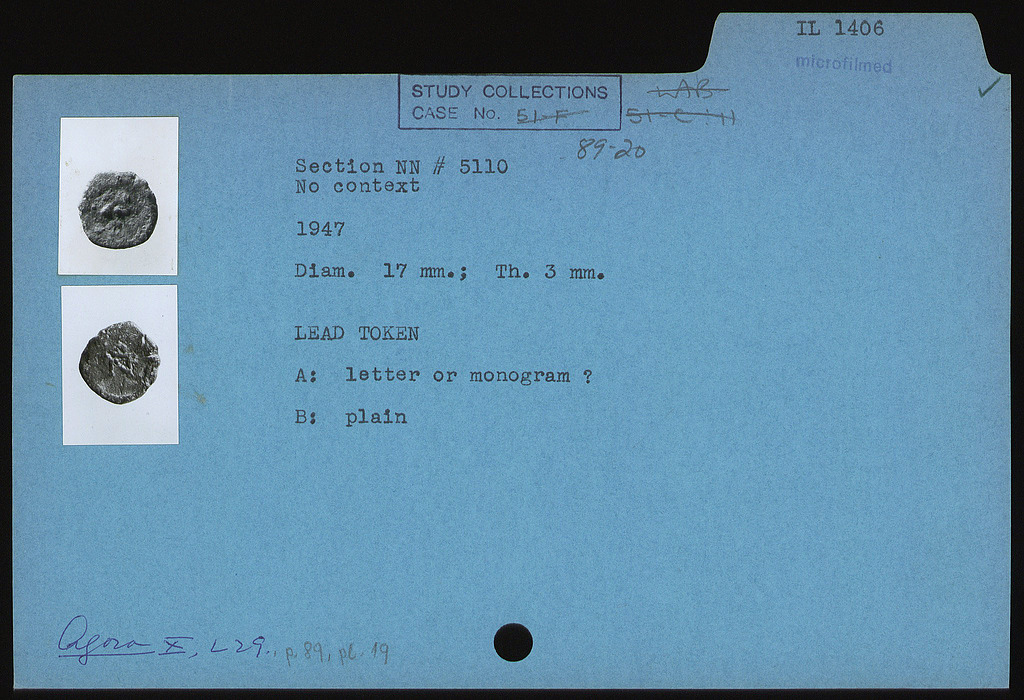 IL 1406
microfilmed
STUDY COLLECTIONS
CASE No. 51-F
LAB
51-C-11
89-20
Section NN # 5110
No context
1947
Diam. 17 mm.; Th. 3 mm.
LEAD TOKEN
A: letter or monogram ?
B: plain
Agora X, L29., p. 89, pl. 19